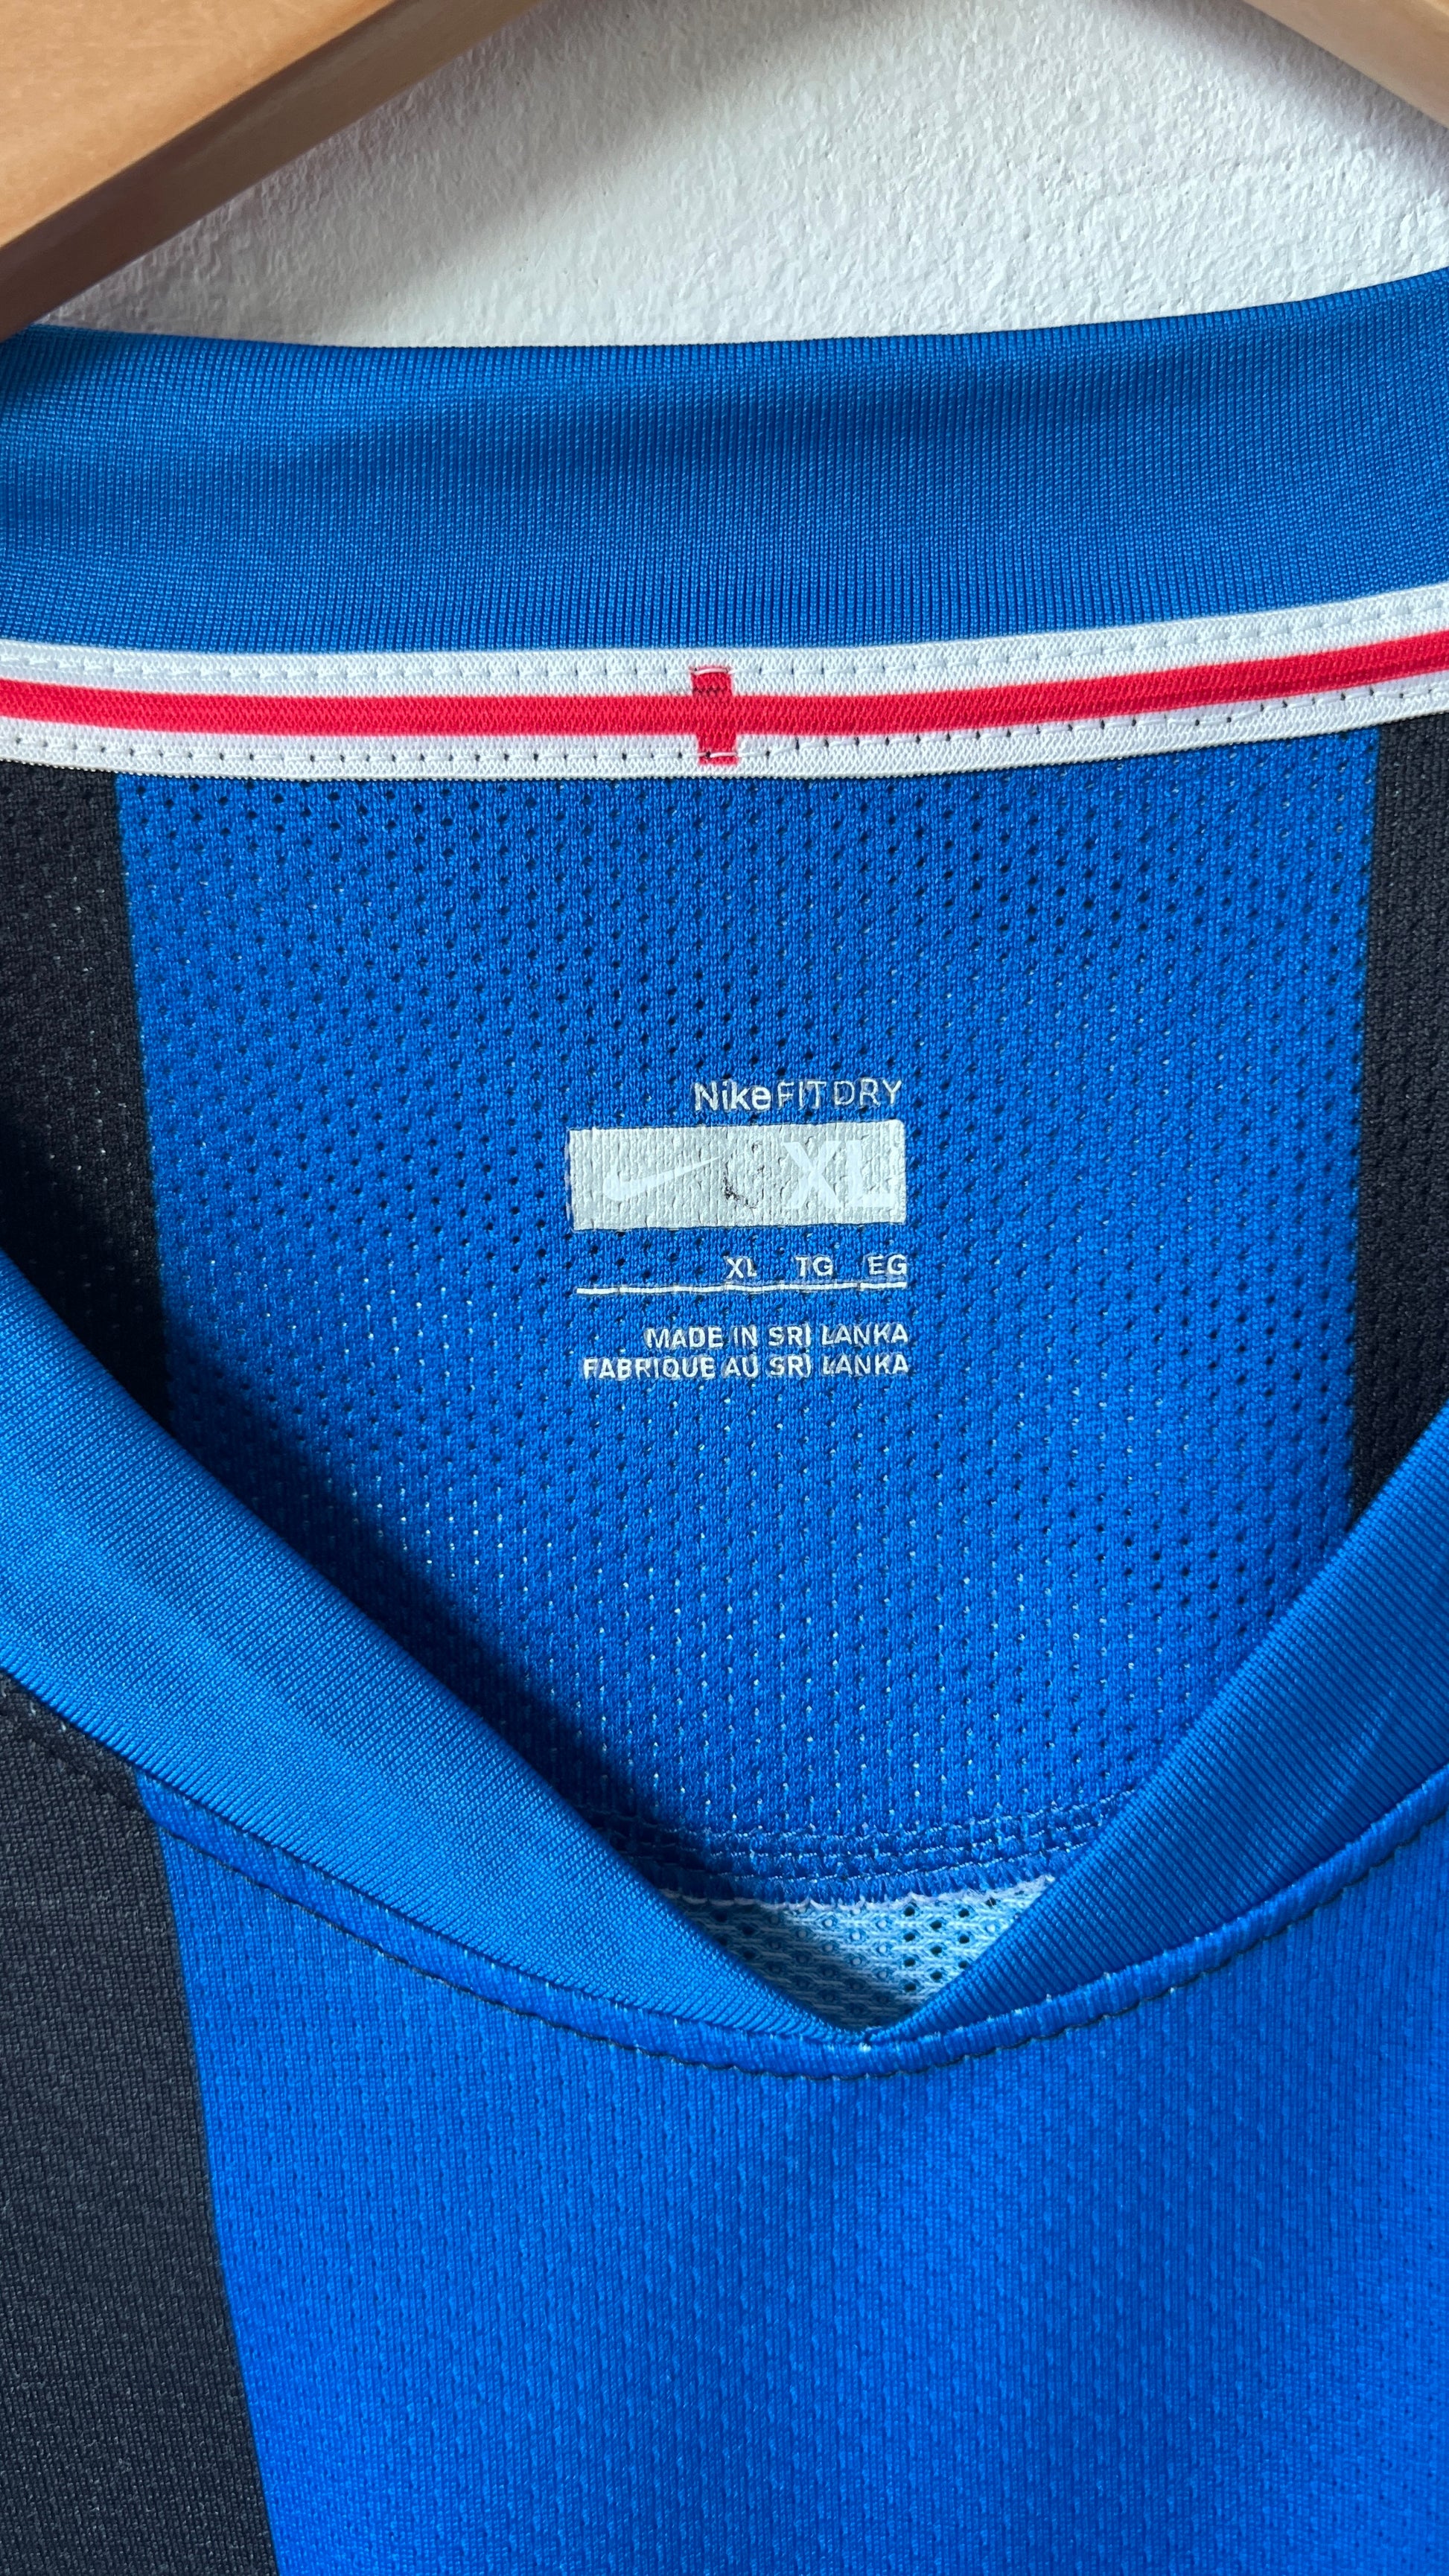 NikeFITDRY
XL
XL TG EG
MADE IN SRI LANKA
FABRIQUE AU SRI LANKA